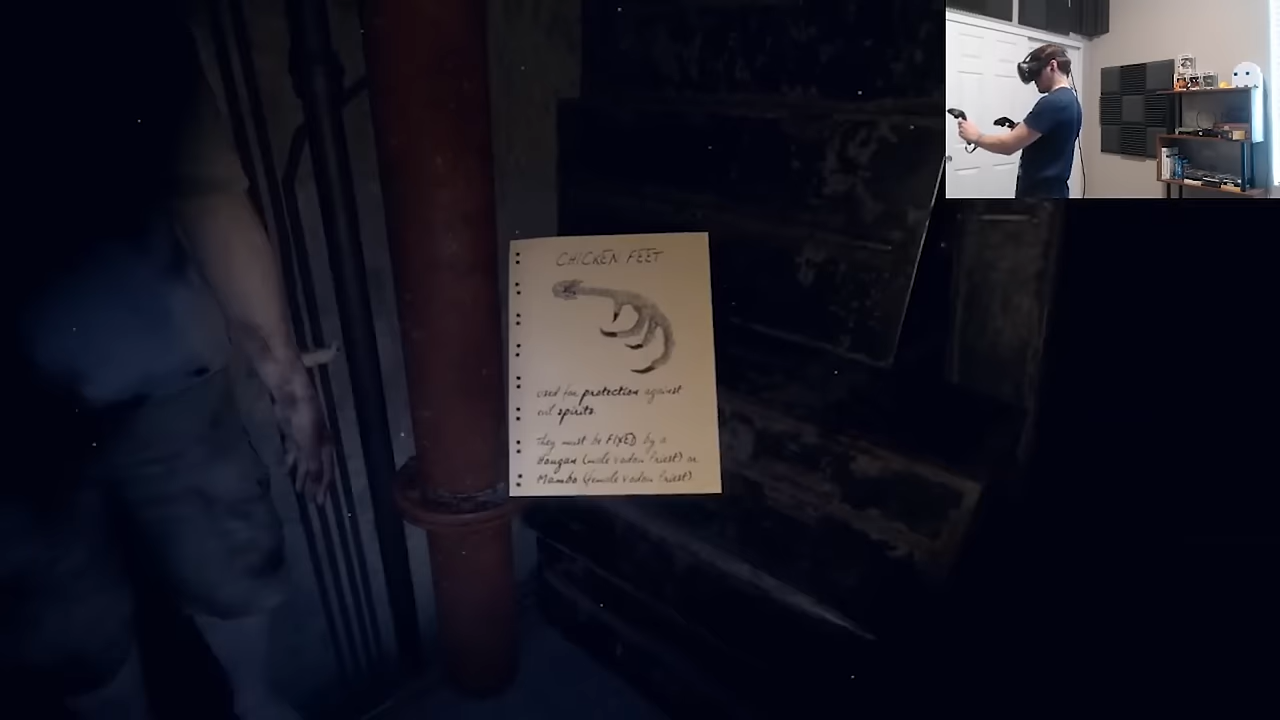 CHICKEN FEET
used for protection against
evil spirits.
They must be FIXED by a
Hougan (male vodou Priest) or
Mambo (female vodou Priest)